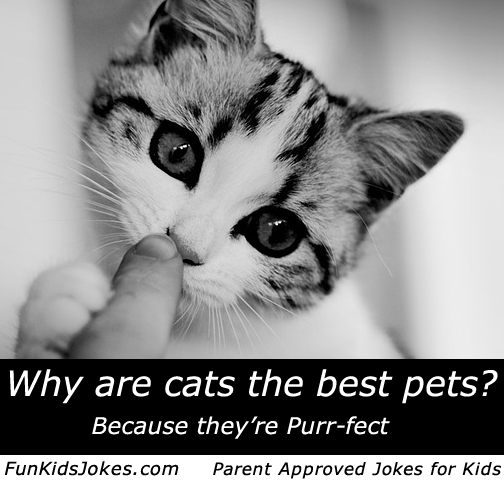 Why are cats the best pets?
Because they're Purr-fect
FunKidsJokes.com Parent Approved Jokes for Kids